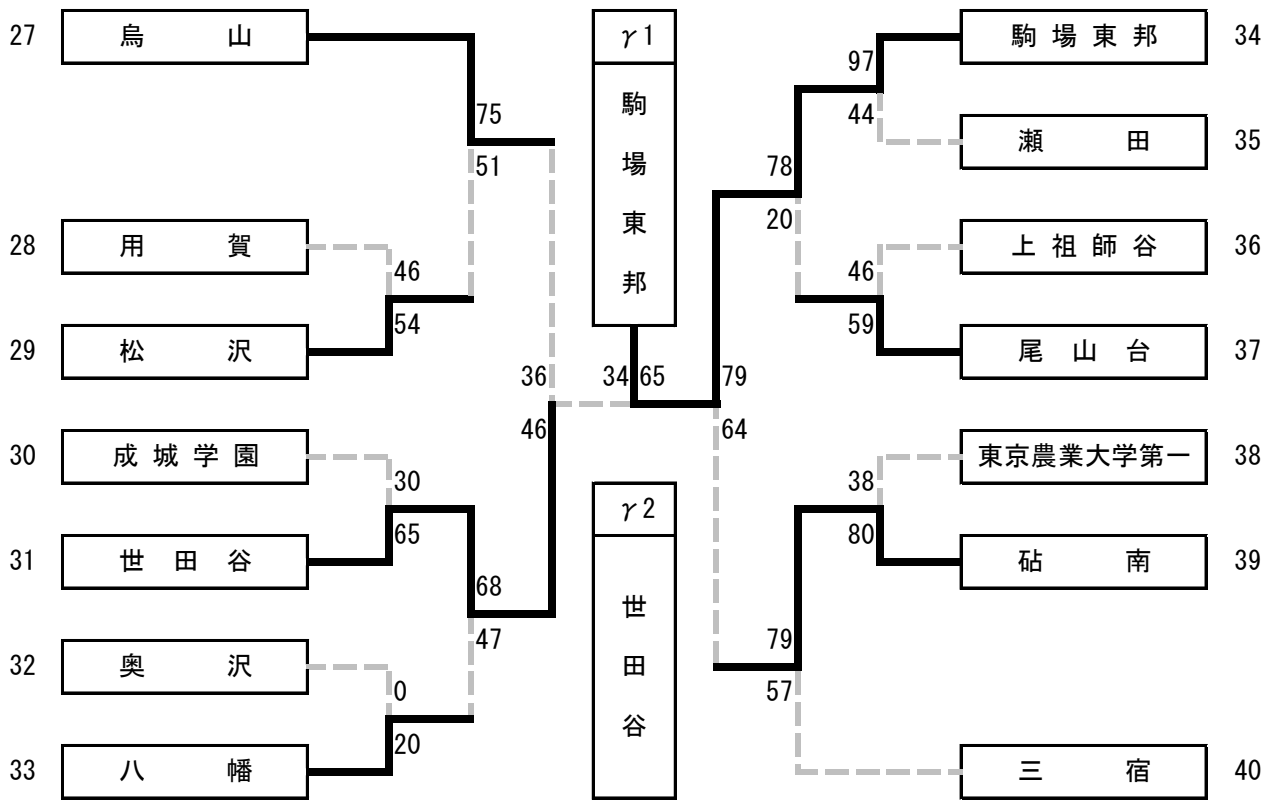 27 烏山 γ1 駒場東邦 34
97
駒場東邦
75 44
瀬田 35
51 78
28 用賀 20 上祖師谷 36
46 46
54 59
29 松沢 尾山台 37
36 34 65 79
46 64
30 成城学園 東京農業大学第一 38
30 38
γ2
65 80
31 世田谷 砧南 39
68
世田谷
47 79
32 奥沢
0 57
20
33 八幡 三宿 40